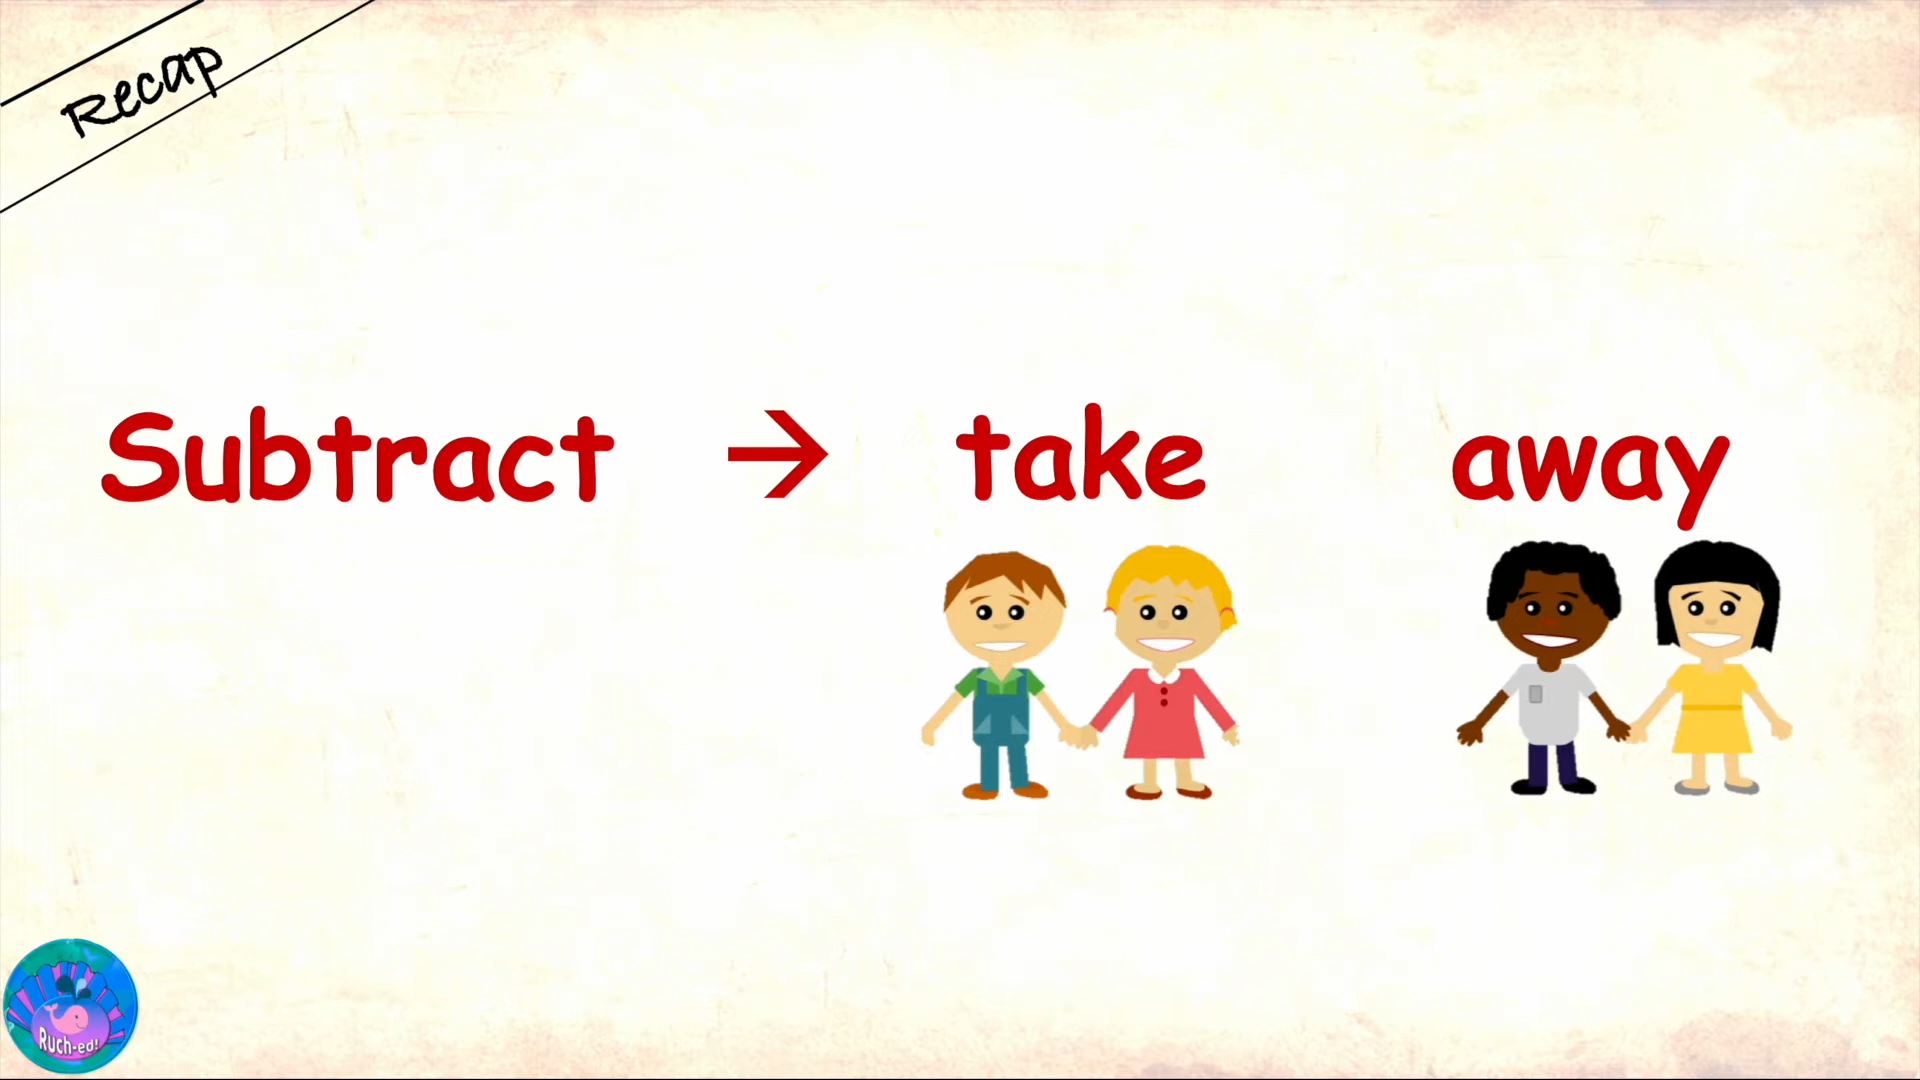 Recap
Subtract → take away
Ruch-ed!